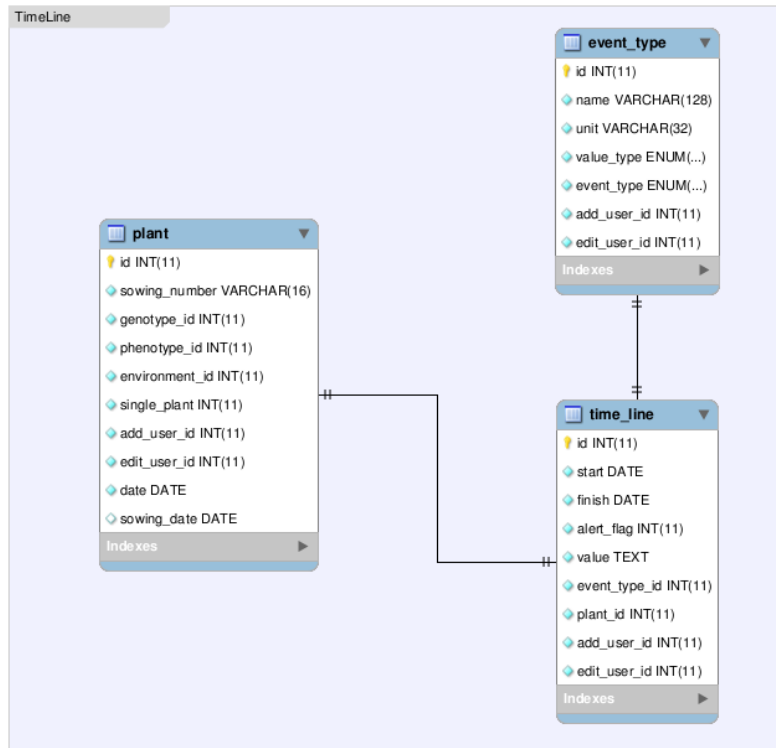 TimeLine
event_type
id INT(11)
name VARCHAR(128)
unit VARCHAR(32)
value_type ENUM(...)
event_type ENUM(...)
add_user_id INT(11)
edit_user_id INT(11)
Indexes
plant
id INT(11)
sowing_number VARCHAR(16)
genotype_id INT(11)
phenotype_id INT(11)
environment_id INT(11)
single_plant INT(11)
add_user_id INT(11)
edit_user_id INT(11)
date DATE
sowing_date DATE
Indexes
time_line
id INT(11)
start DATE
finish DATE
alert_flag INT(11)
value TEXT
event_type_id INT(11)
plant_id INT(11)
add_user_id INT(11)
edit_user_id INT(11)
Indexes